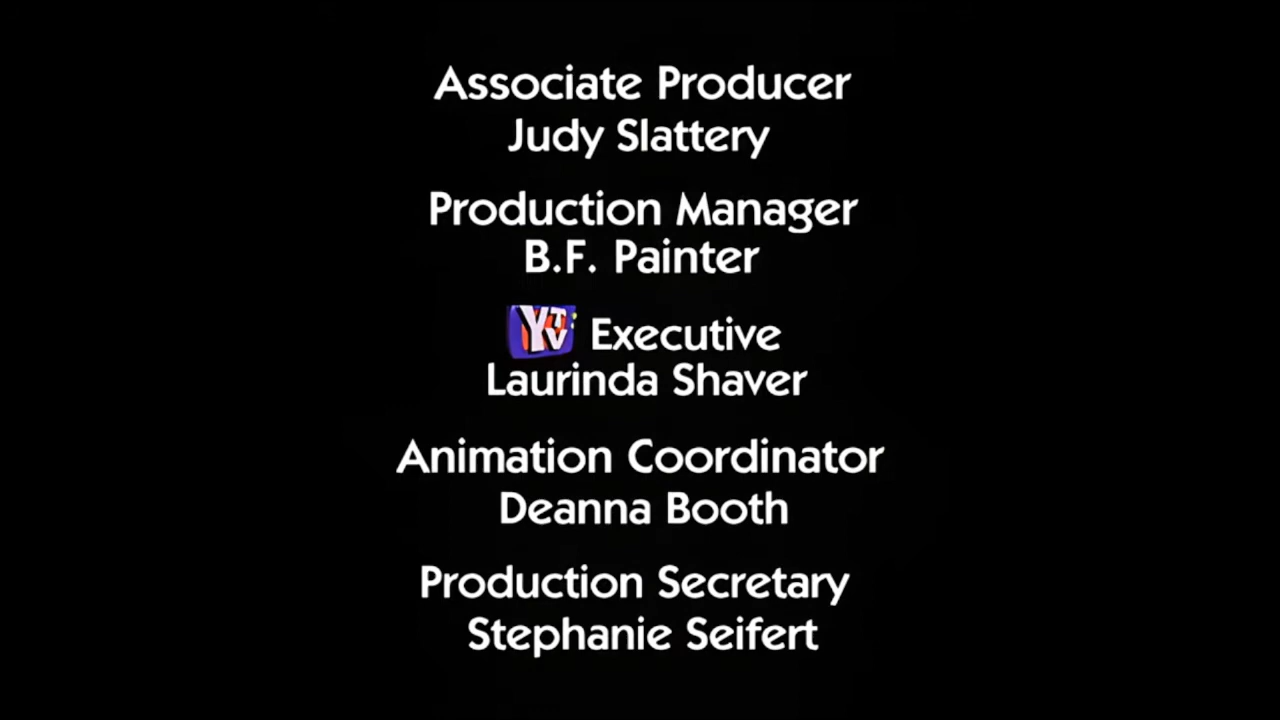 Associate Producer
Judy Slattery
Production Manager
B.F. Painter
YTV Executive
Laurinda Shaver
Animation Coordinator
Deanna Booth
Production Secretary
Stephanie Seifert